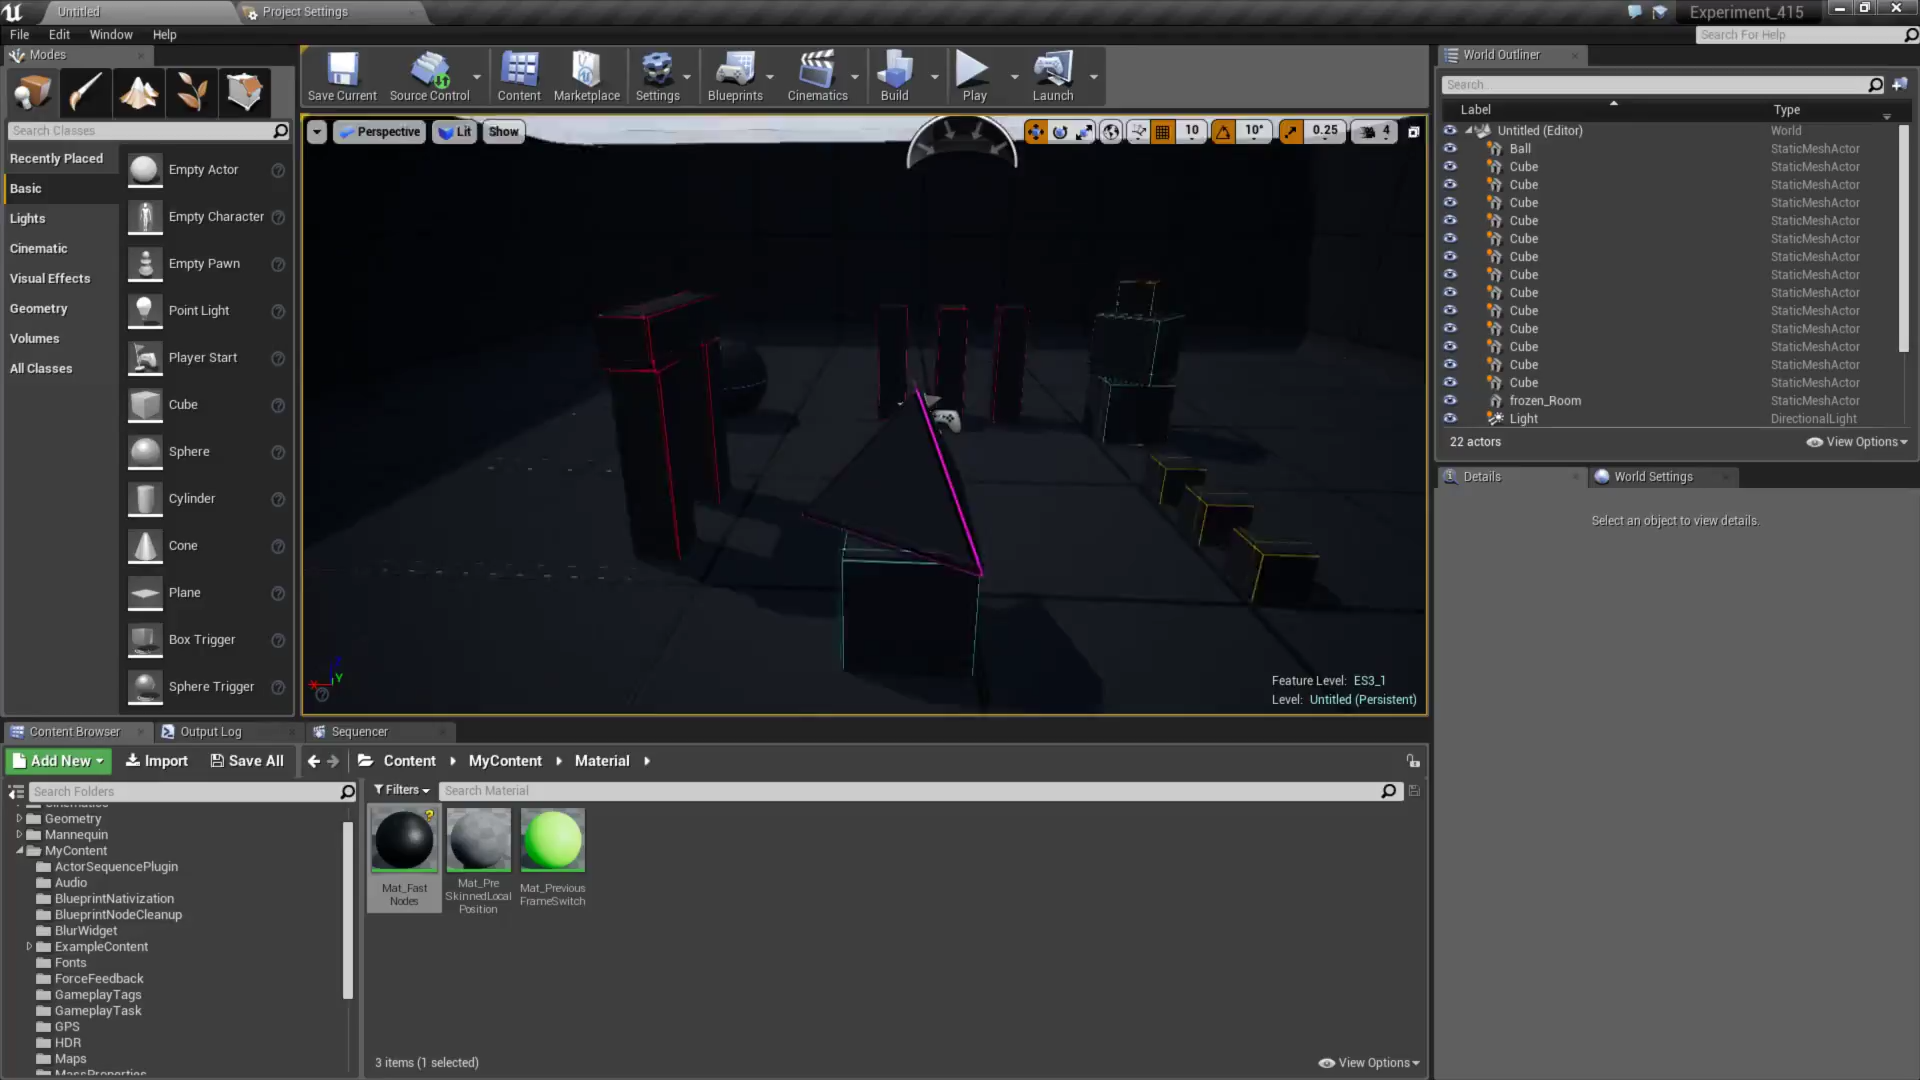 Untitled
Project Settings
Experiment_415
File Edit Window Help
Search For Help
Modes
Save Current
Source Control
Content
Marketplace
Settings
Blueprints
Cinematics
Build
Play
Launch
World Outliner
Search...
Label
Type
Search Classes
Perspective
Lit
Show
10
10°
0.25
4
Recently Placed
Basic
Lights
Cinematic
Visual Effects
Geometry
Volumes
All Classes
Empty Actor
Empty Character
Empty Pawn
Point Light
Player Start
Cube
Sphere
Cylinder
Cone
Plane
Box Trigger
Sphere Trigger
Untitled (Editor) World
Ball StaticMeshActor
Cube StaticMeshActor
Cube StaticMeshActor
Cube StaticMeshActor
Cube StaticMeshActor
Cube StaticMeshActor
Cube StaticMeshActor
Cube StaticMeshActor
Cube StaticMeshActor
Cube StaticMeshActor
Cube StaticMeshActor
Cube StaticMeshActor
Cube StaticMeshActor
Cube StaticMeshActor
frozen_Room StaticMeshActor
Light DirectionalLight
22 actors
View Options
Details
World Settings
Select an object to view details.
X
Y
Feature Level: ES3_1
Level: Untitled (Persistent)
Content Browser
Output Log
Sequencer
Add New
Import
Save All
Content
MyContent
Material
Search Folders
Filters
Search Material
Geometry
Mannequin
MyContent
ActorSequencePlugin
Audio
BlueprintNativization
BlueprintNodeCleanup
BlurWidget
ExampleContent
Fonts
ForceFeedback
GameplayTags
GameplayTask
GPS
HDR
Maps
MassProperties
Mat_Fast
Nodes
Mat_Pre
SkinnedLocal
Position
Mat_Previous
FrameSwitch
3 items (1 selected)
View Options